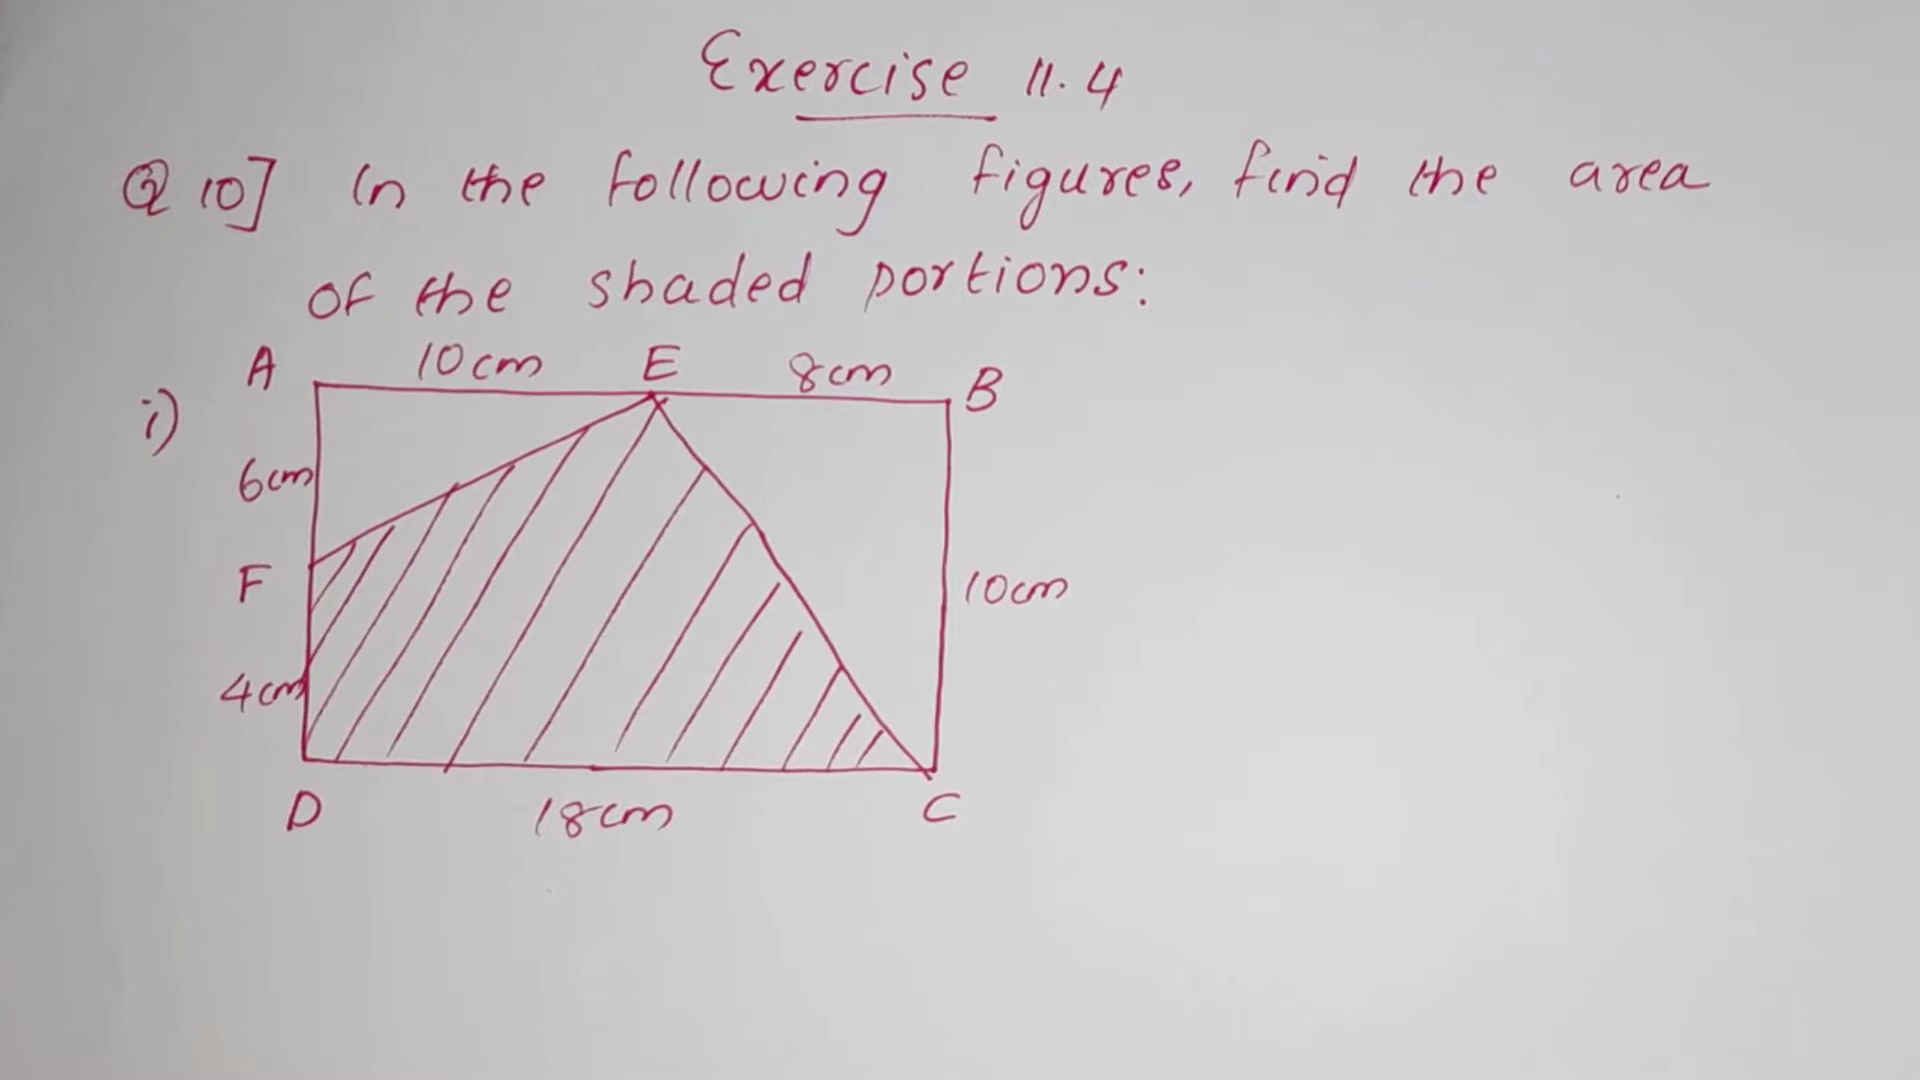 Exercise 11.4
Q 10] In the following figures, find the area
of the shaded portions:
i)
A 10cm E 8cm B
6cm
F 10cm
4cm
D 18cm C